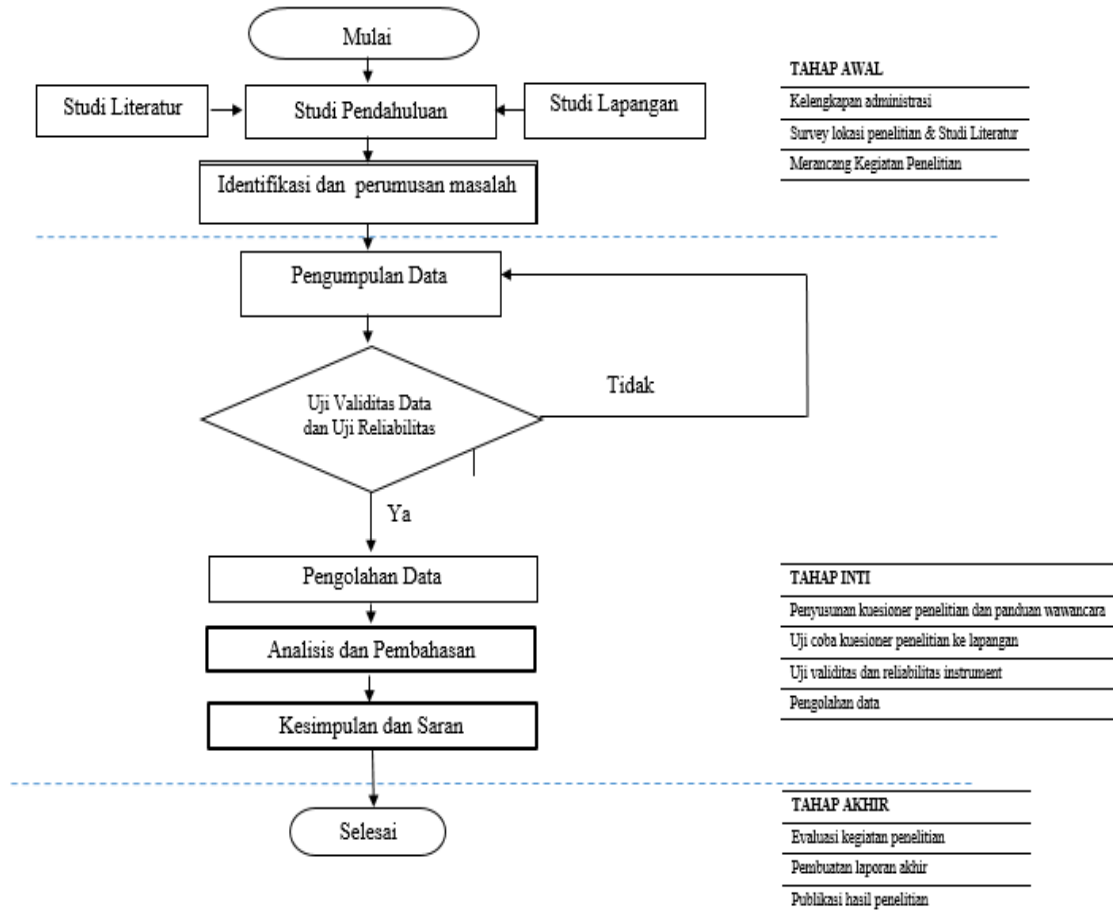 Mulai
Studi Literatur
Studi Pendahuluan
Studi Lapangan
Identifikasi dan perumusan masalah
TAHAP AWAL
Kelengkapan administrasi
Survey lokasi penelitian & Studi Literatur
Merancang Kegiatan Penelitian
Pengumpulan Data
Uji Validitas Data
dan Uji Reliabilitas
Tidak
Ya
Pengolahan Data
Analisis dan Pembahasan
Kesimpulan dan Saran
TAHAP INTI
Penyusunan kuesioner penelitian dan panduan wawancara
Uji coba kuesioner penelitian ke lapangan
Uji validitas dan reliabilitas instrument
Pengolahan data
Selesai
TAHAP AKHIR
Evaluasi kegiatan penelitian
Pembuatan laporan akhir
Publikasi hasil penelitian